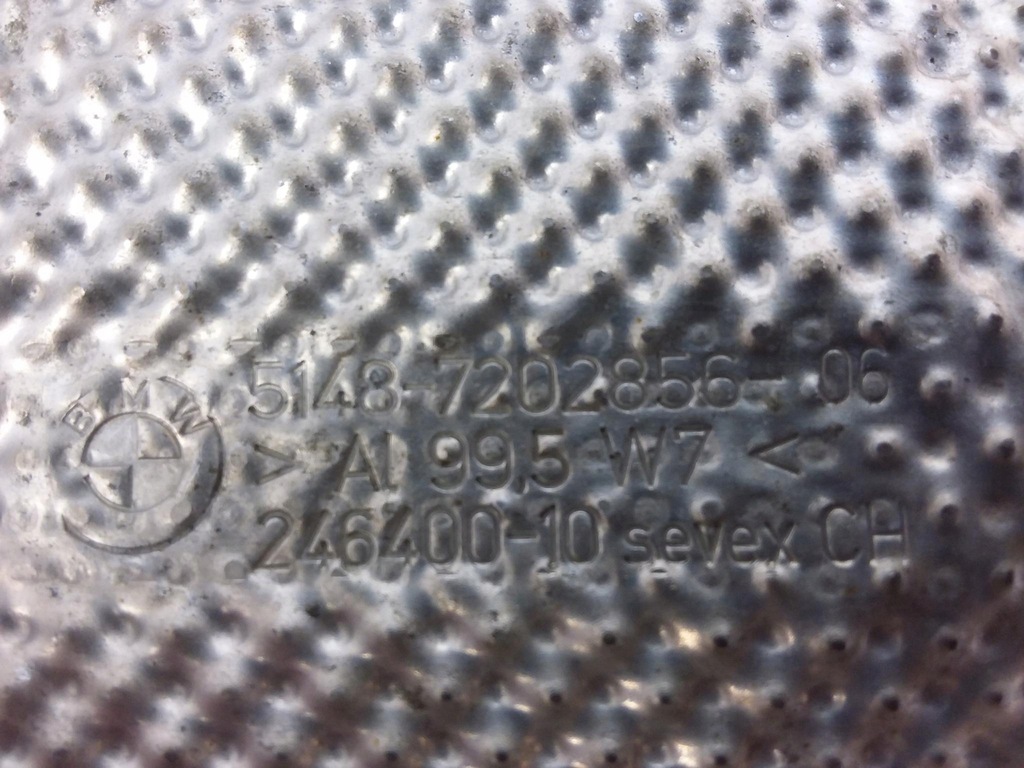 BMW
5148-7202856-06
> Al 99.5 W7 <
246400-10 sevex CH